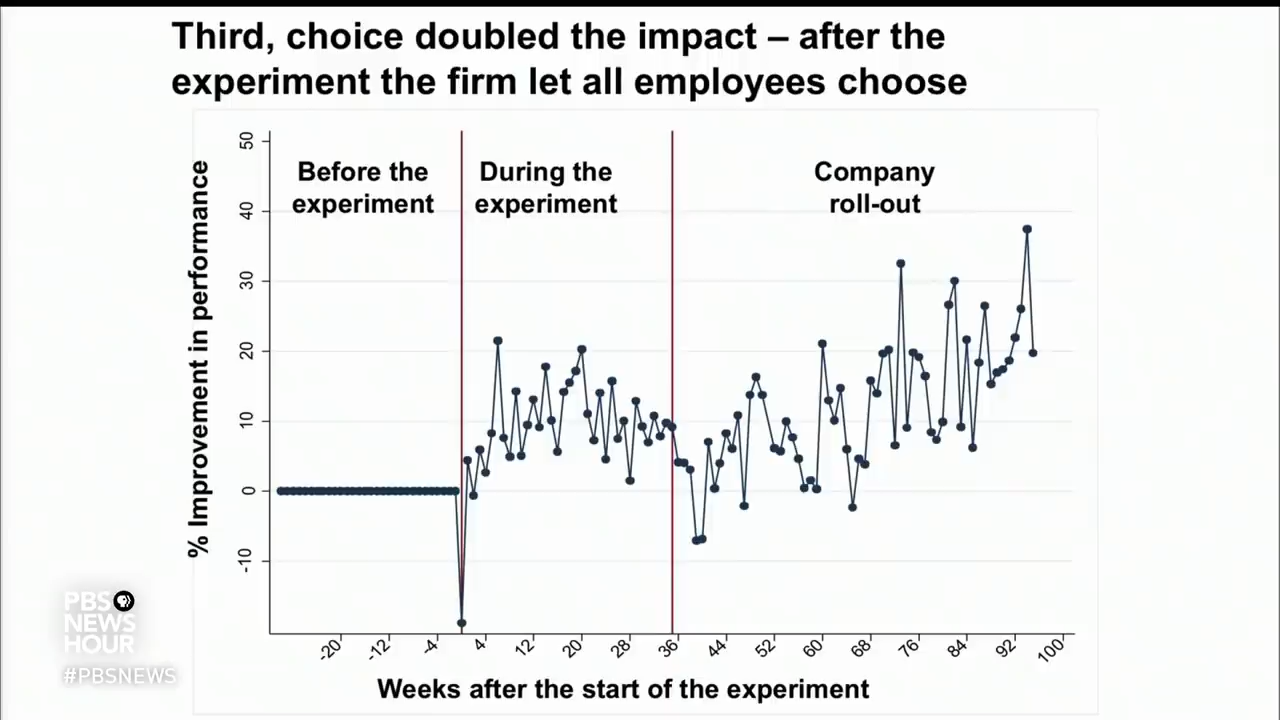 Third, choice doubled the impact – after the
experiment the firm let all employees choose
% Improvement in performance
50
40
30
20
10
0
-10
Before the
experiment
During the
experiment
Company
roll-out
-20
-12
-4
4
12
20
28
36
44
52
60
68
76
84
92
100
Weeks after the start of the experiment
PBS
NEWS
HOUR
#PBSNEWS